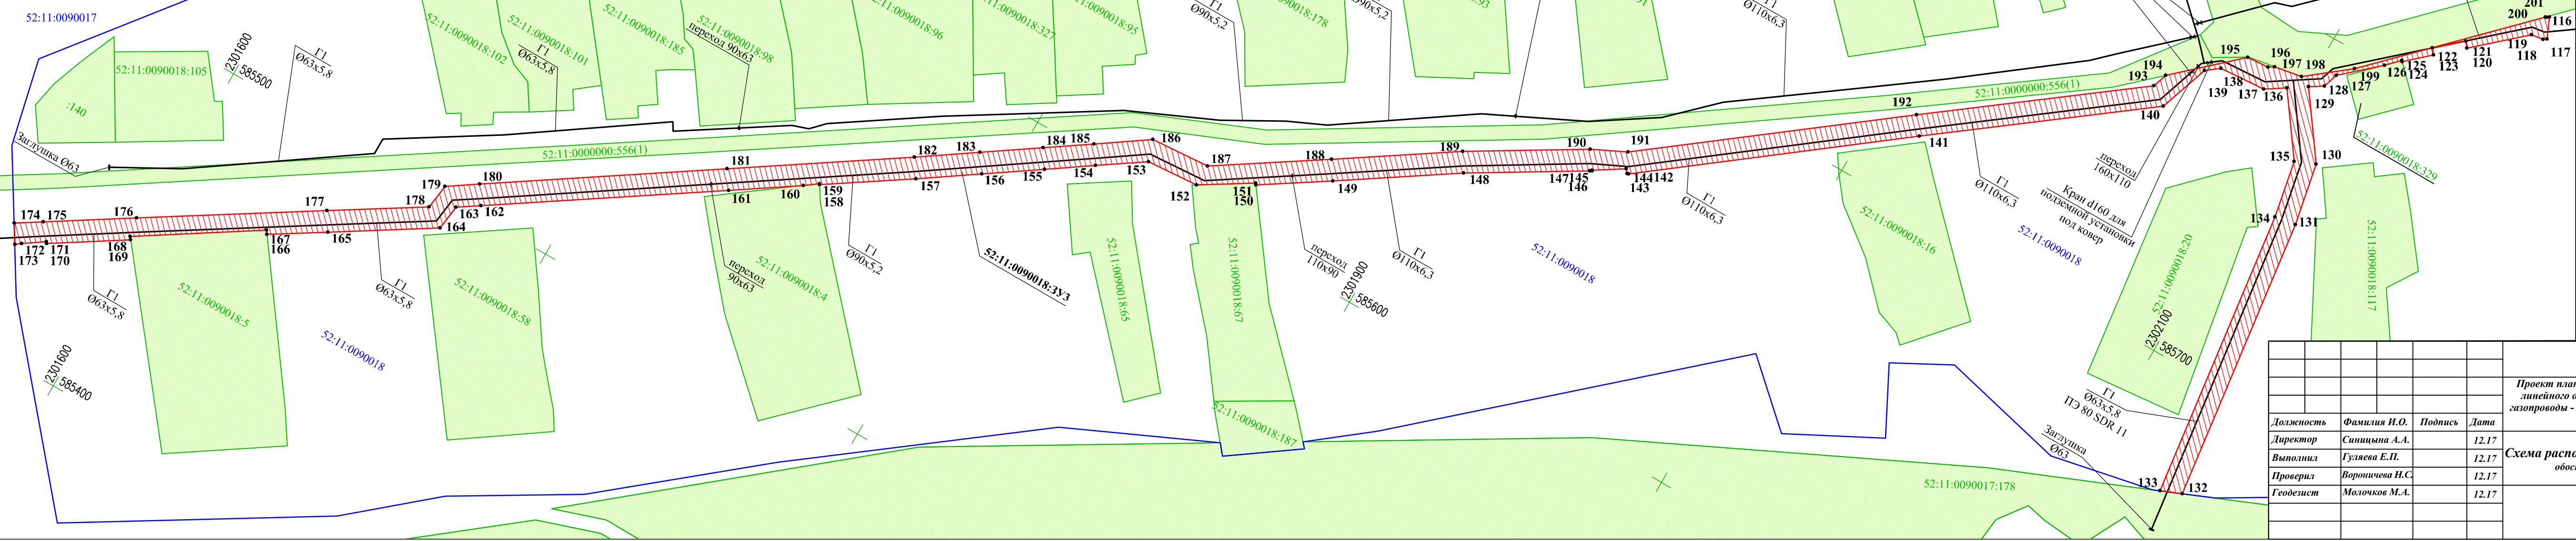 52:11:0090017
52:11:0090018:105
:140
2301600
585500
Г1
Ø63х5,8
Заглушка Ø63
52:11:0090018:102
52:11:0090018:101
Г1
Ø63х5,8
52:11:0090018:185
52:11:0090018:98
переход 90х63
52:11:0090018:96
52:11:0090018:327
52:11:0090018:95
Г1
Ø90х5,2
52:11:0090018:178
Ø90х5,2
Г1
Ø110х6,3
52:11:0000000:556(1)
52:11:0000000:556(1)
174
175
176
177
178
179
180
181
182
183
184
185
186
187
188
189
190
191
192
193
194
195
196
197
198
199
200
201
116
117
118
119
120
121
122
123
124
125
126
127
128
129
130
131
132
133
134
135
136
137
138
139
140
141
142
143
144
145
146
147
148
149
150
151
152
153
154
155
156
157
158
159
160
161
162
163
164
165
166
167
168
169
170
171
172
173
Г1
Ø63х5,8
52:11:0090018:5
52:11:0090018
Г1
Ø63х5,8
52:11:0090018:58
переход
90х63
52:11:0090018:4
Г1
Ø90х5,2
52:11:0090018:ЗУ3
52:11:0090018:65
52:11:0090018:67
52:11:0090018:187
переход
110х90
2301900
585600
Г1
Ø110х6,3
52:11:0090018
Г1
Ø110х6,3
52:11:0090018:16
Г1
Ø110х6,3
переход
160х110
Кран d160 для
подземной установки
под ковер
52:11:0090018
52:11:0090018:20
52:11:0090018:329
52:11:0090018:117
2302100
585700
Г1
Ø63х5,8
ПЭ 80 SDR 11
Заглушка
Ø63
52:11:0090017:178
2301600
585400
Проект план
линейного о
газопроводы -
Должность Фамилия И.О. Подпись Дата
Директор Синицына А.А. 12.17
Выполнил Гуляева Е.П. 12.17
Проверил Вороничева Н.С. 12.17
Геодезист Молочков М.А. 12.17
Схема распо
обос